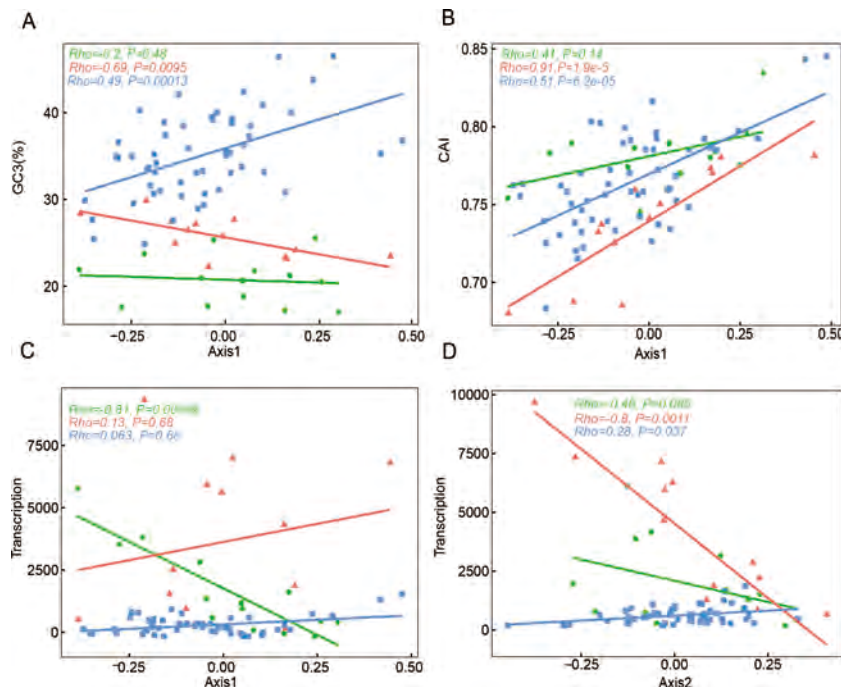 A
Rho=-0.2, P=0.48
Rho=-0.69, P=0.0095
Rho=0.49, P=0.00013
GC3(%)
40
30
20
-0.25
0.00
0.25
0.50
Axis1
B
Rho=0.41, P=0.14
Rho=0.91, P=1.9e-5
Rho=0.51, P=6.2e-05
CAI
0.85
0.80
0.75
0.70
-0.25
0.00
0.25
0.50
Axis1
C
Rho=-0.81,
Rho=0.13, P=0.68
Rho=0.063, P=0.66
Transcription
7500
5000
2500
0
-0.25
0.00
0.25
0.50
Axis1
D
Rho=-0.46,
Rho=-0.8, P=0.0011
Rho=0.28, P=0.037
Transcription
10000
7500
5000
2500
0
-0.25
0.00
0.25
Axis2